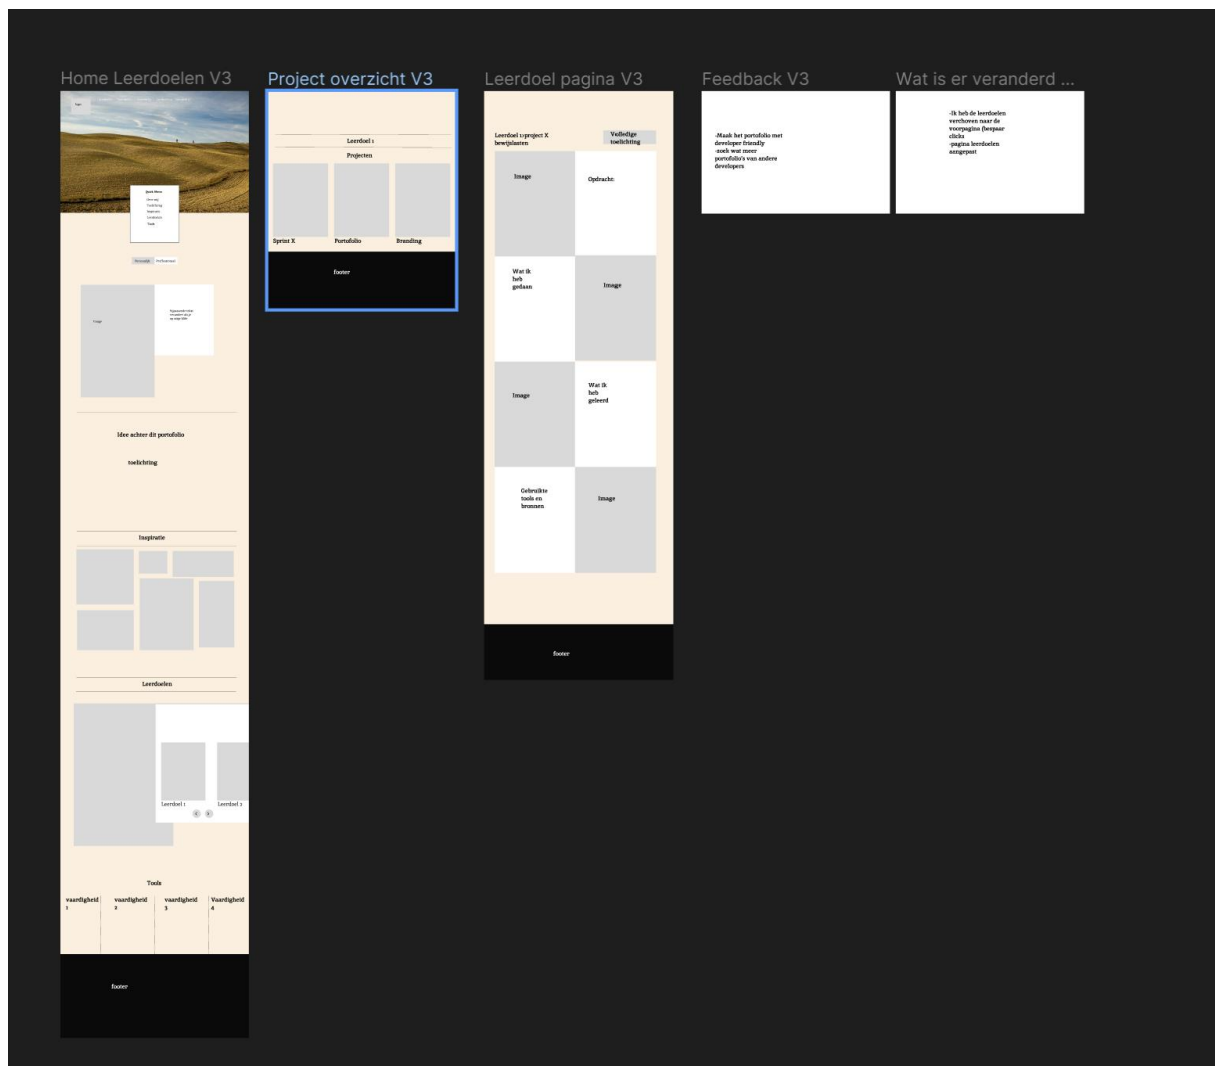 Home Leerdoelen V3
Project overzicht V3
Leerdoel pagina V3
Feedback V3
Wat is er veranderd ...
Quick Menu
Image
Idee achter dit portofolio
toelichting
Inspiratie
Leerdoelen
Leerdoel 1
Leerdoel 2
Tools
vaardigheid
1
vaardigheid
2
vaardigheid
3
Vaardigheid
4
footer
Leerdoel 1
Projecten
Sprint X
Portofolio
Branding
footer
Leerdoel 1>project X
bewijslasten
Volledige
toelichting
Image
Opdracht:
Wat ik
heb
gedaan
Image
Image
Wat ik
heb
geleerd
Gebruikte
tools en
bronnen
Image
footer
-Maak het portofolio met
developer friendly
-zoek wat meer
portofolio's van andere
developers
-Ik heb de leerdoelen
verchoven naar de
voorpagina (bespaar
clicks
-pagina leerdoelen
aangepast